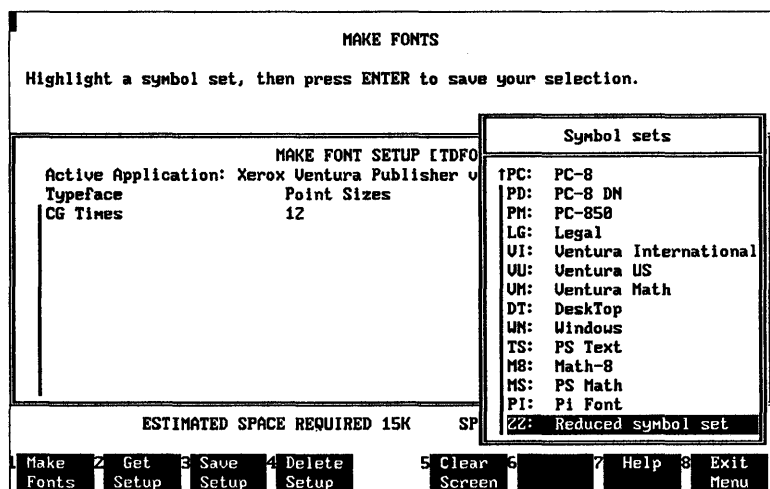 MAKE FONTS
Highlight a symbol set, then press ENTER to save your selection.
Symbol sets
MAKE FONT SETUP [TDFO
Active Application: Xerox Ventura Publisher v
Typeface Point Sizes
CG Times 12
↑PC: PC-8
PD: PC-8 DN
PM: PC-850
LG: Legal
VI: Ventura International
VU: Ventura US
VM: Ventura Math
DT: DeskTop
WN: Windows
TS: PS Text
M8: Math-8
MS: PS Math
PI: Pi Font
ZZ: Reduced symbol set
ESTIMATED SPACE REQUIRED 15K SP
1 Make Fonts
2 Get Setup
3 Save Setup
4 Delete Setup
5 Clear Screen
6
7 Help
8 Exit Menu